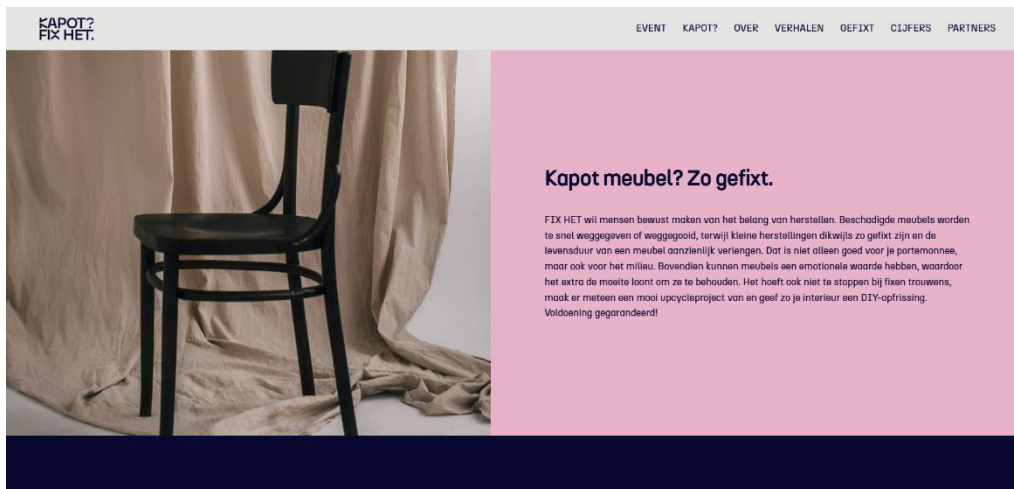 KAPOT?
FIX HET.
EVENT KAPOT? OVER VERHALEN GEFIXT CIJFERS PARTNERS
Kapot meubel? Zo gefixt.
FIX HET wil mensen bewust maken van het belang van herstellen. Beschadigde meubels worden
te snel weggegeven of weggegooid, terwijl kleine herstellingen dikwijls zo gefixt zijn en de
levensduur van een meubel aanzienlijk verlengen. Dat is niet alleen goed voor je portemonnee,
maar ook voor het milieu. Bovendien kunnen meubels een emotionele waarde hebben, waardoor
het extra de moeite loont om ze te behouden. Het hoeft ook niet te stoppen bij fixen trouwens,
maak er meteen een mooi upcycleproject van en geef zo je interieur een DIY-opfrissing.
Voldoening gegarandeerd!